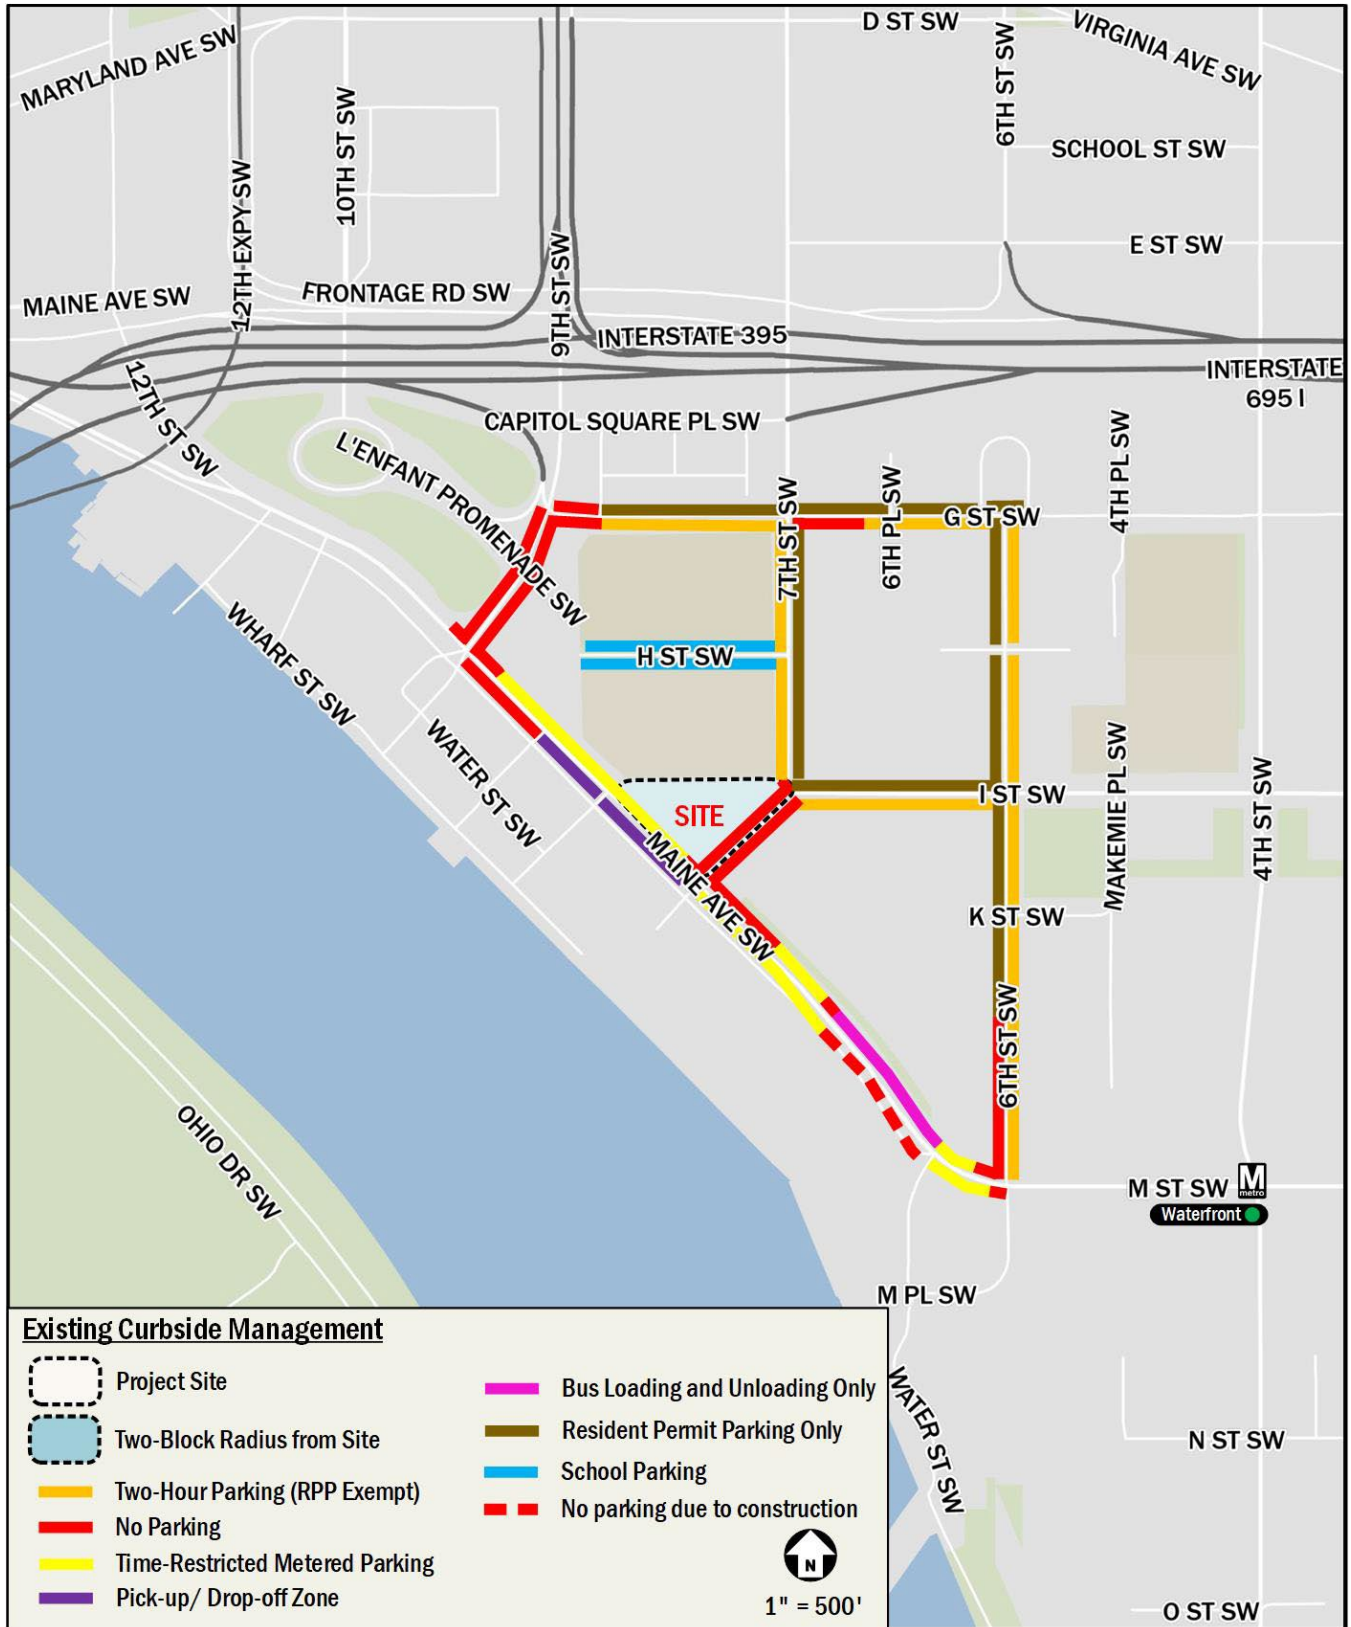 D ST SW
VIRGINIA AVE SW
MARYLAND AVE SW
6TH ST SW
10TH ST SW
SCHOOL ST SW
12TH EXPY SW
E ST SW
9TH ST SW
MAINE AVE SW
FRONTAGE RD SW
INTERSTATE 395
INTERSTATE
695 I
12TH ST SW
CAPITOL SQUARE PL SW
L'ENFANT PROMENADE SW
4TH PL SW
7TH ST SW
6TH PL SW
G ST SW
WHARF ST SW
H ST SW
WATER ST SW
MAKEMIE PL SW
4TH ST SW
I ST SW
SITE
MAINE AVE SW
K ST SW
6TH ST SW
OHIO DR SW
M ST SW
M
metro
Waterfront
M PL SW
WATER ST SW
N ST SW
O ST SW
Existing Curbside Management
Project Site
Two-Block Radius from Site
Two-Hour Parking (RPP Exempt)
No Parking
Time-Restricted Metered Parking
Pick-up/ Drop-off Zone
Bus Loading and Unloading Only
Resident Permit Parking Only
School Parking
No parking due to construction
N
1" = 500'